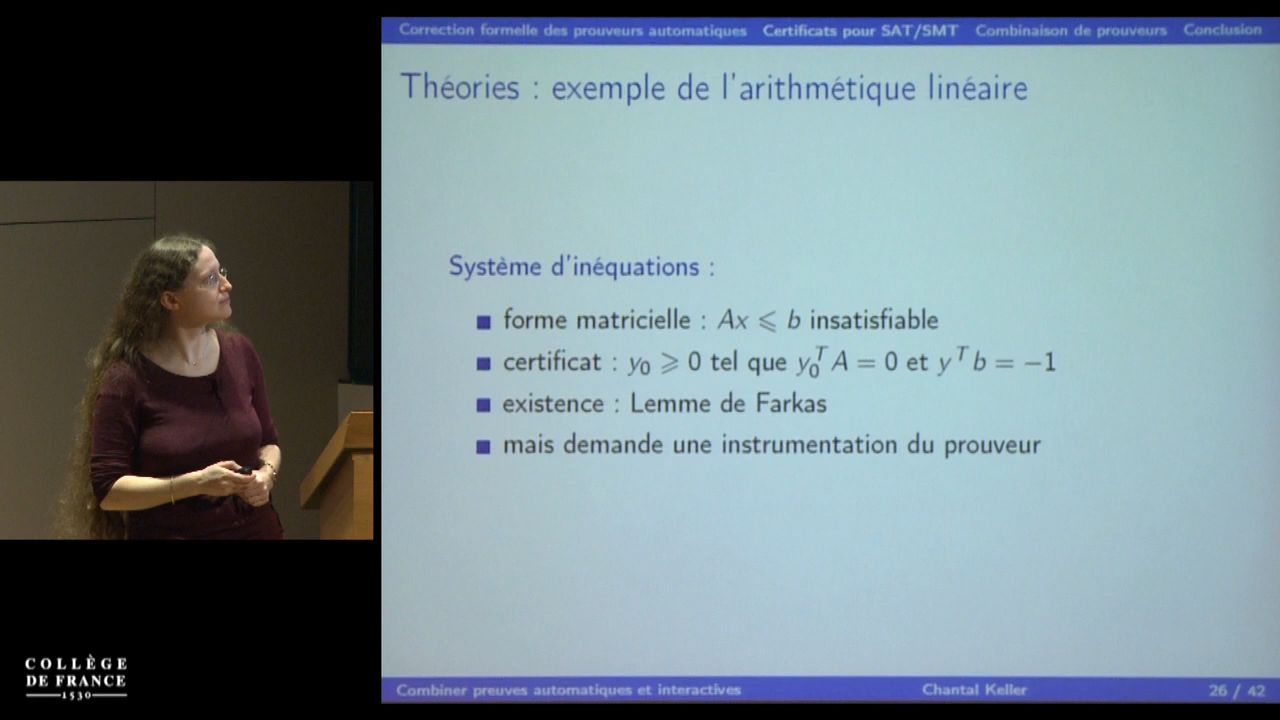 Correction formelle des prouveurs automatiques Certificats pour SAT/SMT Combinaison de prouveurs Conclusion
Théories : exemple de l'arithmétique linéaire
Système d'inéquations :
forme matricielle : Ax ⩽ b insatisfiable
certificat : y₀ ⩾ 0 tel que y₀ᵀA = 0 et yᵀb = −1
existence : Lemme de Farkas
mais demande une instrumentation du prouveur
Combiner preuves automatiques et interactives Chantal Keller 26 / 42
COLLÈGE
DE FRANCE
1530